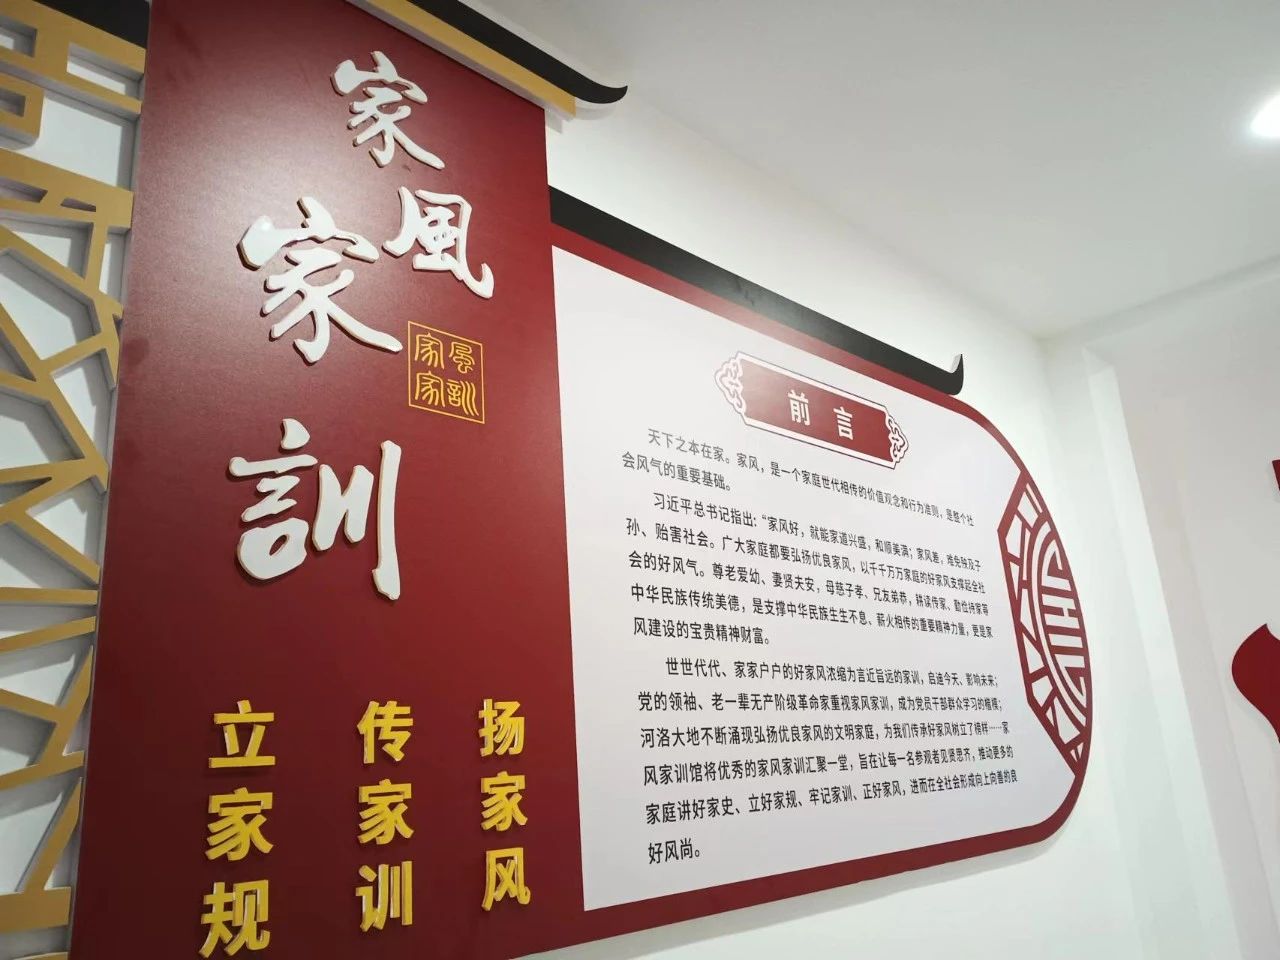 家风
家训
家风
家训
立家规
传家训
扬家风
前言
天下之本在家。家风，是一个家庭世代相传的价值观念和行为准则，是整个社
会风气的重要基础。
习近平总书记指出：“家风好，就能家道兴盛，和顺美满；家风差，难免殃及子
孙、贻害社会。广大家庭都要弘扬优良家风，以千千万万家庭的好家风支撑起全社
会的好风气。尊老爱幼、妻贤夫安，母慈子孝、兄友弟恭，耕读传家、勤俭持家等
中华民族传统美德，是支撑中华民族生生不息、薪火相传的重要精神力量，更是家
风建设的宝贵精神财富。
世世代代、家家户户的好家风浓缩为言近旨远的家训，启迪今天、影响未来；
党的领袖、老一辈无产阶级革命家重视家风家训，成为党员干部群众学习的楷模；
河洛大地不断涌现弘扬优良家风的文明家庭，为我们传承好家风树立了榜样……家
风家训馆将优秀的家风家训汇聚一堂，旨在让每一名参观者见贤思齐，推动更多的
家庭讲好家史、立好家规、牢记家训、正好家风，进而在全社会形成向上向善的良
好风尚。